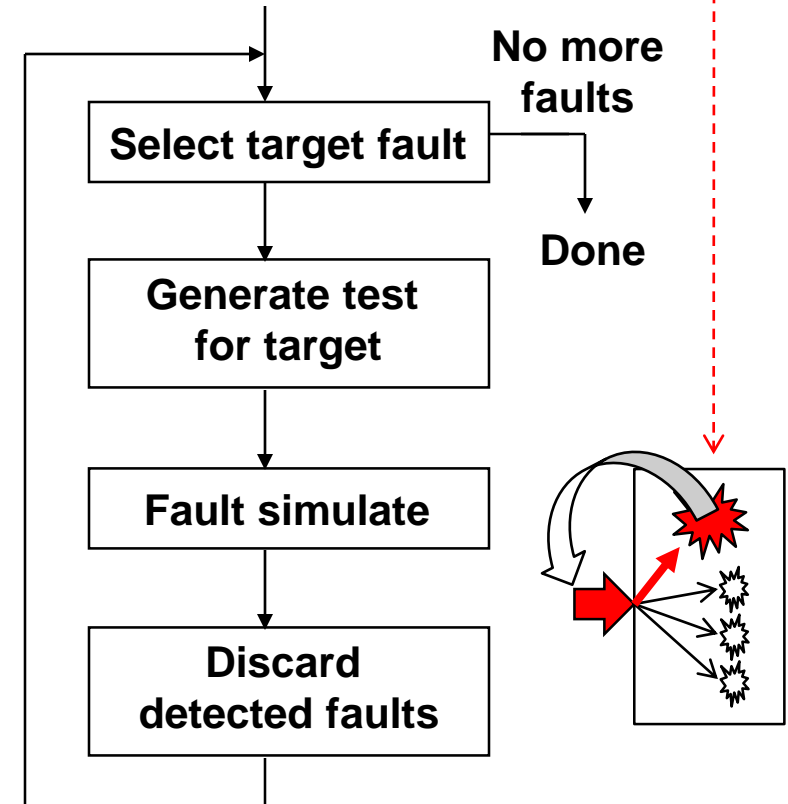 No more
faults
Select target fault
Done
Generate test
for target
Fault simulate
Discard
detected faults